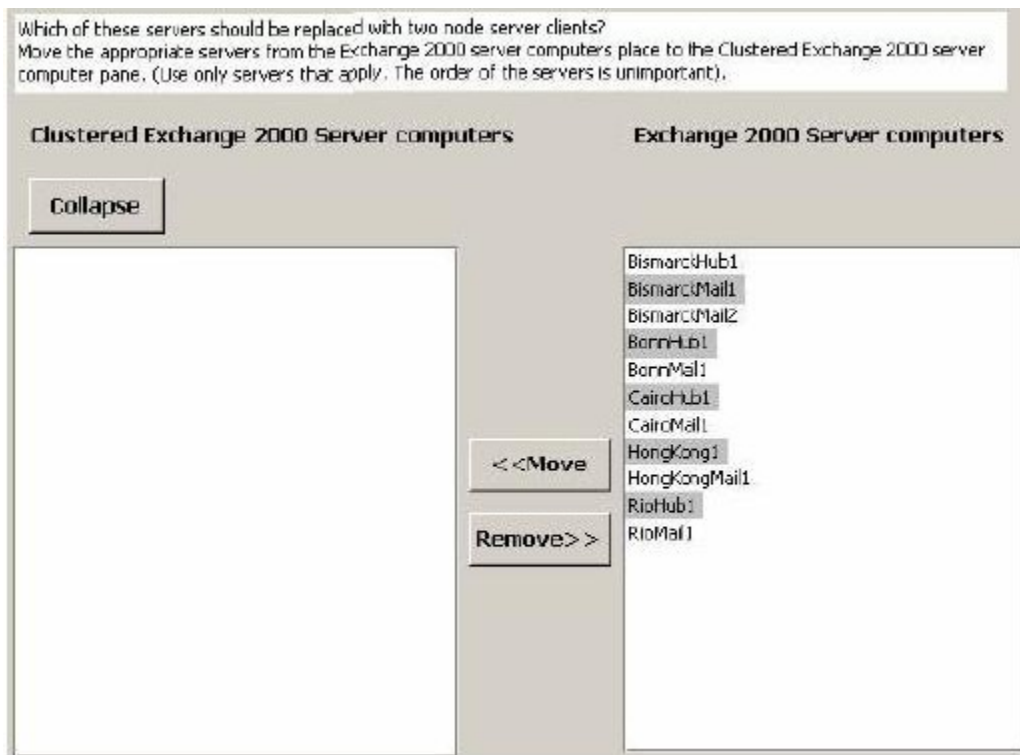 Which of these servers should be replaced with two node server clients?
Move the appropriate servers from the Exchange 2000 server computers place to the Clustered Exchange 2000 server
computer pane. (Use only servers that apply. The order of the servers is unimportant).
Clustered Exchange 2000 Server computers
Exchange 2000 Server computers
Collapse
BismarckHub1
BismarckMail1
BismarckMail2
BonnHub1
BonnMail1
CairoHub1
CairoMail1
HongKong1
HongKongMail1
RioHub1
RioMail1
<<Move
Remove>>